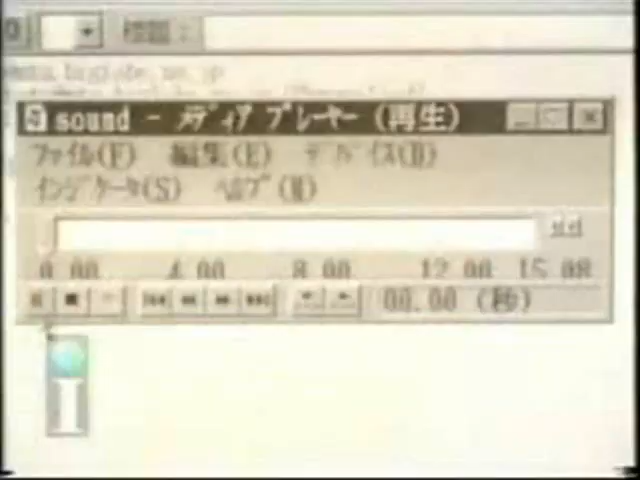 標題：
sound - メディア プレーヤー (再生)
ファイル(F) 編集(E) デバイス(D)
インジケータ(S) ヘルプ(H)
0.00 4.00 8.00 12.00 15.08
00.00 (秒)